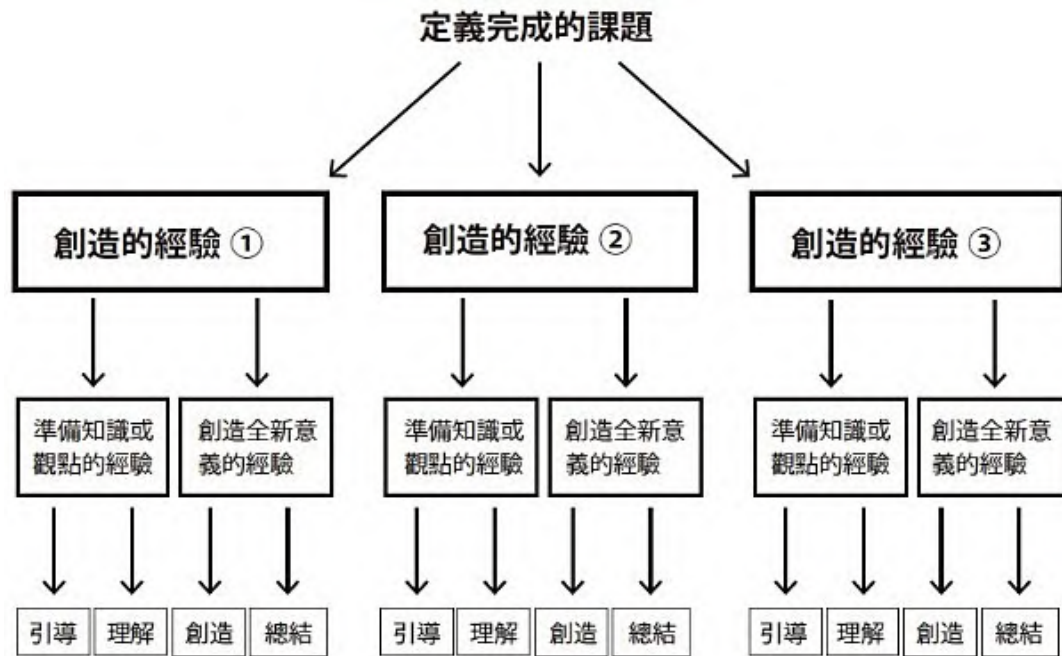 定義完成的課題
創造的經驗 ①
創造的經驗 ②
創造的經驗 ③
準備知識或
觀點的經驗
創造全新意
義的經驗
準備知識或
觀點的經驗
創造全新意
義的經驗
準備知識或
觀點的經驗
創造全新意
義的經驗
引導
理解
創造
總結
引導
理解
創造
總結
引導
理解
創造
總結